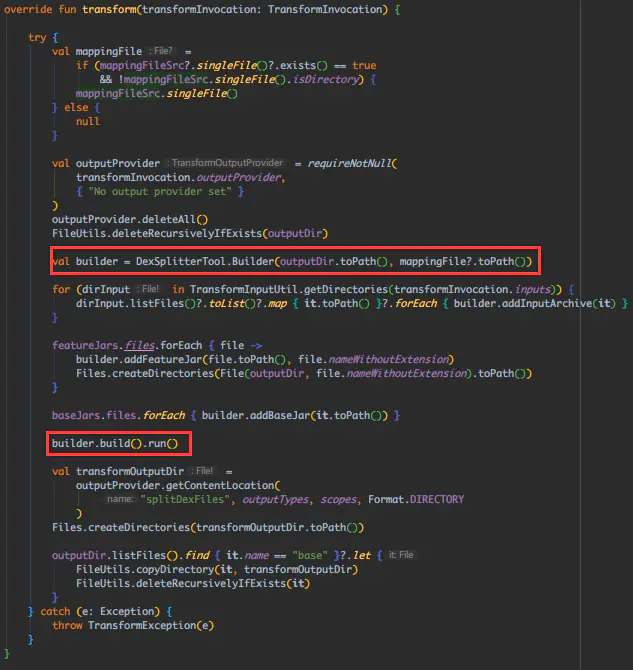 override fun transform(transformInvocation: TransformInvocation) {
try {
val mappingFile : File? =
if (mappingFileSrc?.singleFile()?.exists() == true
&& !mappingFileSrc.singleFile().isDirectory) {
mappingFileSrc.singleFile()
} else {
null
}
val outputProvider : TransformOutputProvider = requireNotNull(
transformInvocation.outputProvider,
{ "No output provider set" }
)
outputProvider.deleteAll()
FileUtils.deleteRecursivelyIfExists(outputDir)
val builder = DexSplitterTool.Builder(outputDir.toPath(), mappingFile?.toPath())
for (dirInput : File! in TransformInputUtil.getDirectories(transformInvocation.inputs)) {
dirInput.listFiles()?.toList()?.map { it.toPath() }?.forEach { builder.addInputArchive(it) }
}
featureJars.files.forEach { file ->
builder.addFeatureJar(file.toPath(), file.nameWithoutExtension)
Files.createDirectories(File(outputDir, file.nameWithoutExtension).toPath())
}
baseJars.files.forEach { builder.addBaseJar(it.toPath()) }
builder.build().run()
val transformOutputDir : File! =
outputProvider.getContentLocation(
name: "splitDexFiles", outputTypes, scopes, Format.DIRECTORY
)
Files.createDirectories(transformOutputDir.toPath())
outputDir.listFiles().find { it.name == "base" }?.let { it: File
FileUtils.copyDirectory(it, transformOutputDir)
FileUtils.deleteRecursivelyIfExists(it)
}
} catch (e: Exception) {
throw TransformException(e)
}
}